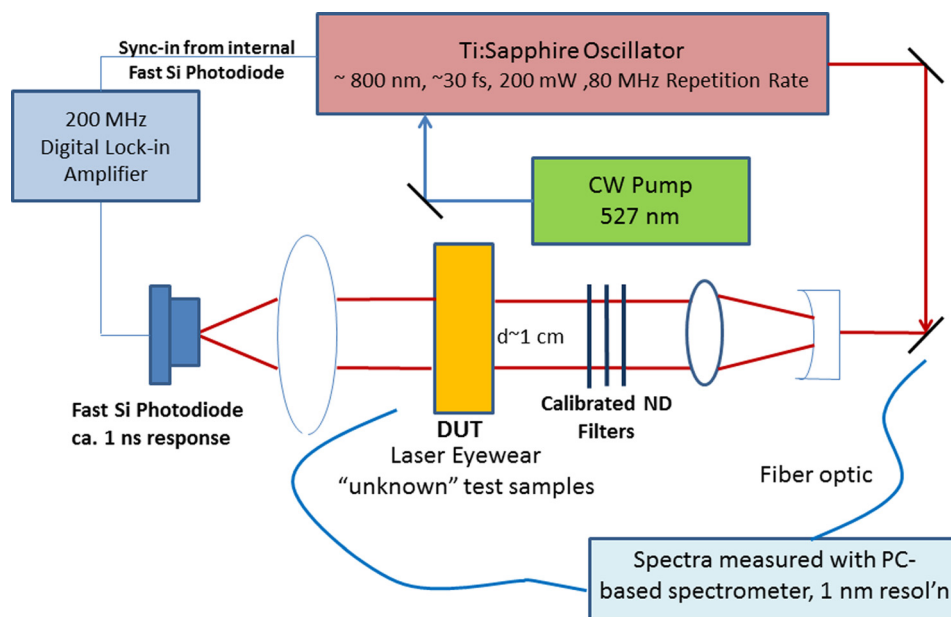 Sync-in from internal
Fast Si Photodiode
Ti:Sapphire Oscillator
~ 800 nm, ~30 fs, 200 mW ,80 MHz Repetition Rate
200 MHz
Digital Lock-in
Amplifier
CW Pump
527 nm
d~1 cm
Fast Si Photodiode
ca. 1 ns response
DUT
Laser Eyewear
“unknown” test samples
Calibrated ND
Filters
Fiber optic
Spectra measured with PC-
based spectrometer, 1 nm resol’n